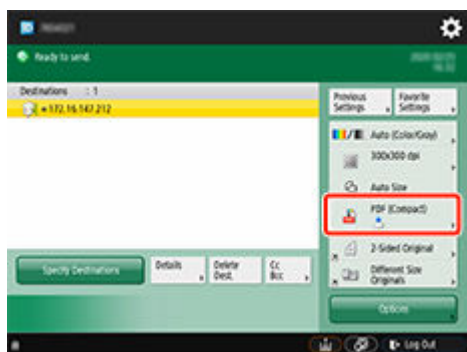 Ready to send.
Destinations : 1
172.16.147.212
Previous Settings
Favorite Settings
Auto (Color/Gray)
300x300 dpi
Auto Size
PDF (Compact)
2-Sided Original
Different Size Originals
Specify Destinations
Details
Delete Dest.
Cc Bcc
Options
Log Out